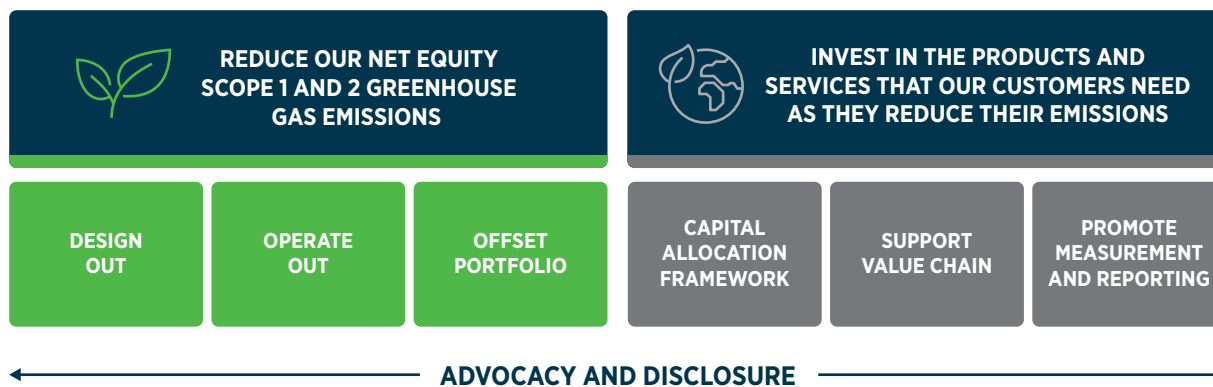 REDUCE OUR NET EQUITY
SCOPE 1 AND 2 GREENHOUSE
GAS EMISSIONS
INVEST IN THE PRODUCTS AND
SERVICES THAT OUR CUSTOMERS NEED
AS THEY REDUCE THEIR EMISSIONS
DESIGN
OUT
OPERATE
OUT
OFFSET
PORTFOLIO
CAPITAL
ALLOCATION
FRAMEWORK
SUPPORT
VALUE CHAIN
PROMOTE
MEASUREMENT
AND REPORTING
ADVOCACY AND DISCLOSURE